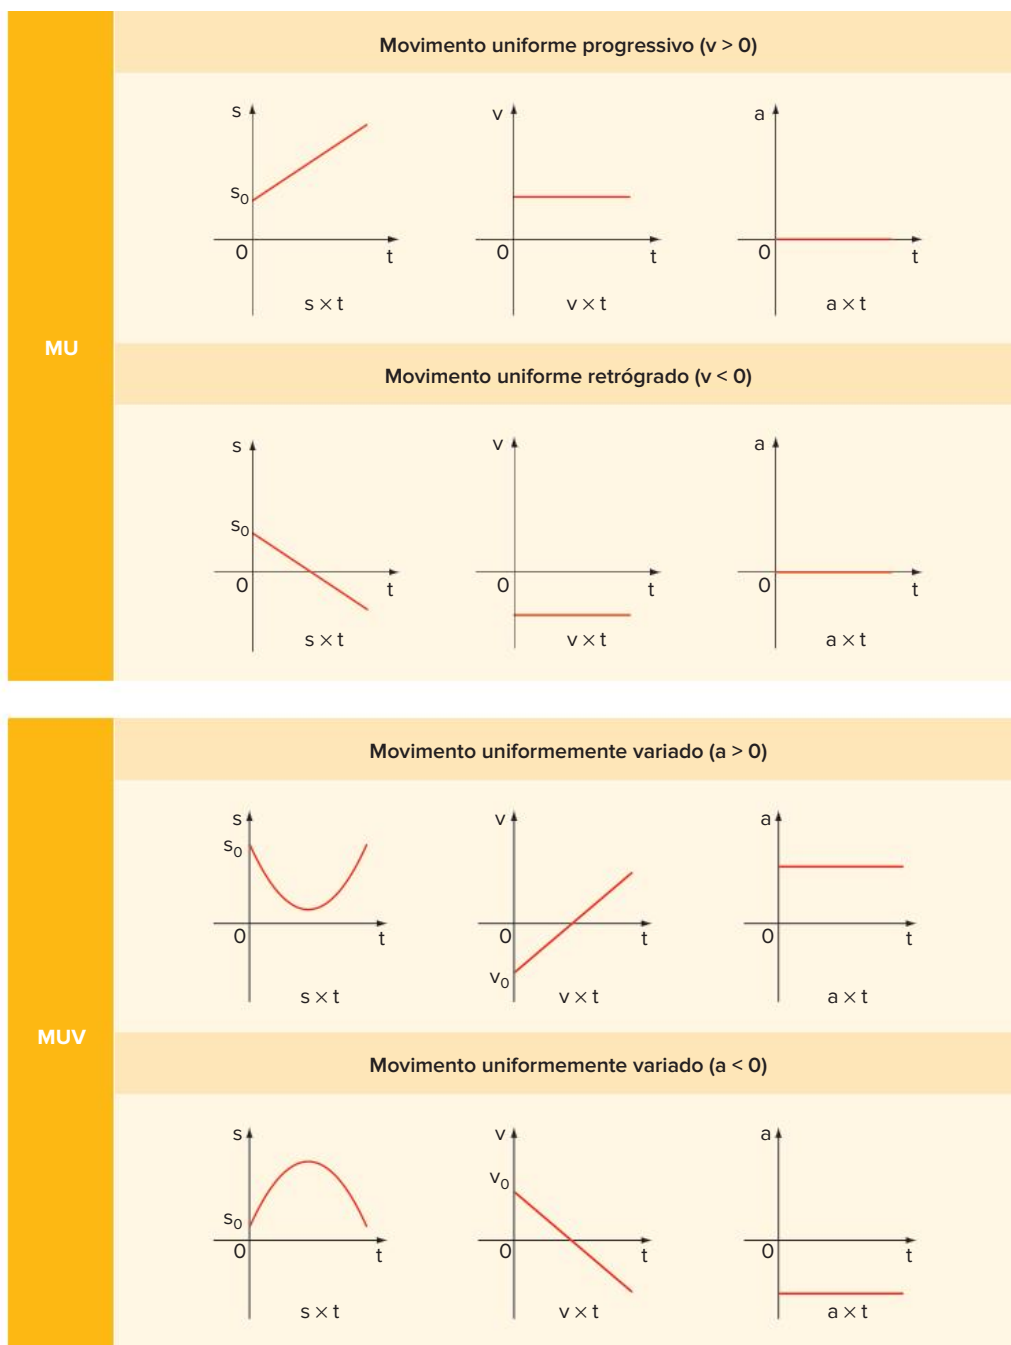 Movimento uniforme progressivo (v > 0)
s
s₀
0
t
s × t
v
0
t
v × t
a
0
t
a × t
MU
Movimento uniforme retrógrado (v < 0)
s
s₀
0
t
s × t
v
0
t
v × t
a
0
t
a × t
Movimento uniformemente variado (a > 0)
s
s₀
0
t
s × t
v
0
v₀
t
v × t
a
0
t
a × t
MUV
Movimento uniformemente variado (a < 0)
s
s₀
0
t
s × t
v
v₀
0
t
v × t
a
0
t
a × t